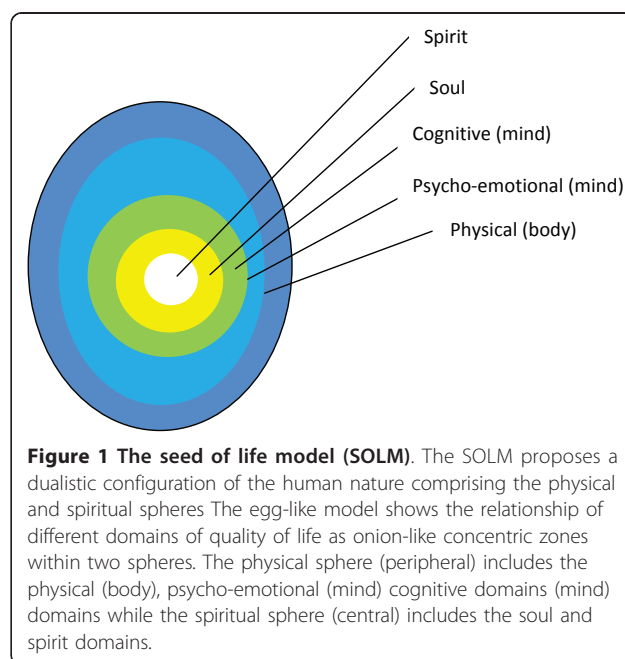 Spirit
Soul
Cognitive (mind)
Psycho-emotional (mind)
Physical (body)
Figure 1 The seed of life model (SOLM). The SOLM proposes a
dualistic configuration of the human nature comprising the physical
and spiritual spheres The egg-like model shows the relationship of
different domains of quality of life as onion-like concentric zones
within two spheres. The physical sphere (peripheral) includes the
physical (body), psycho-emotional (mind) cognitive domains (mind)
domains while the spiritual sphere (central) includes the soul and
spirit domains.